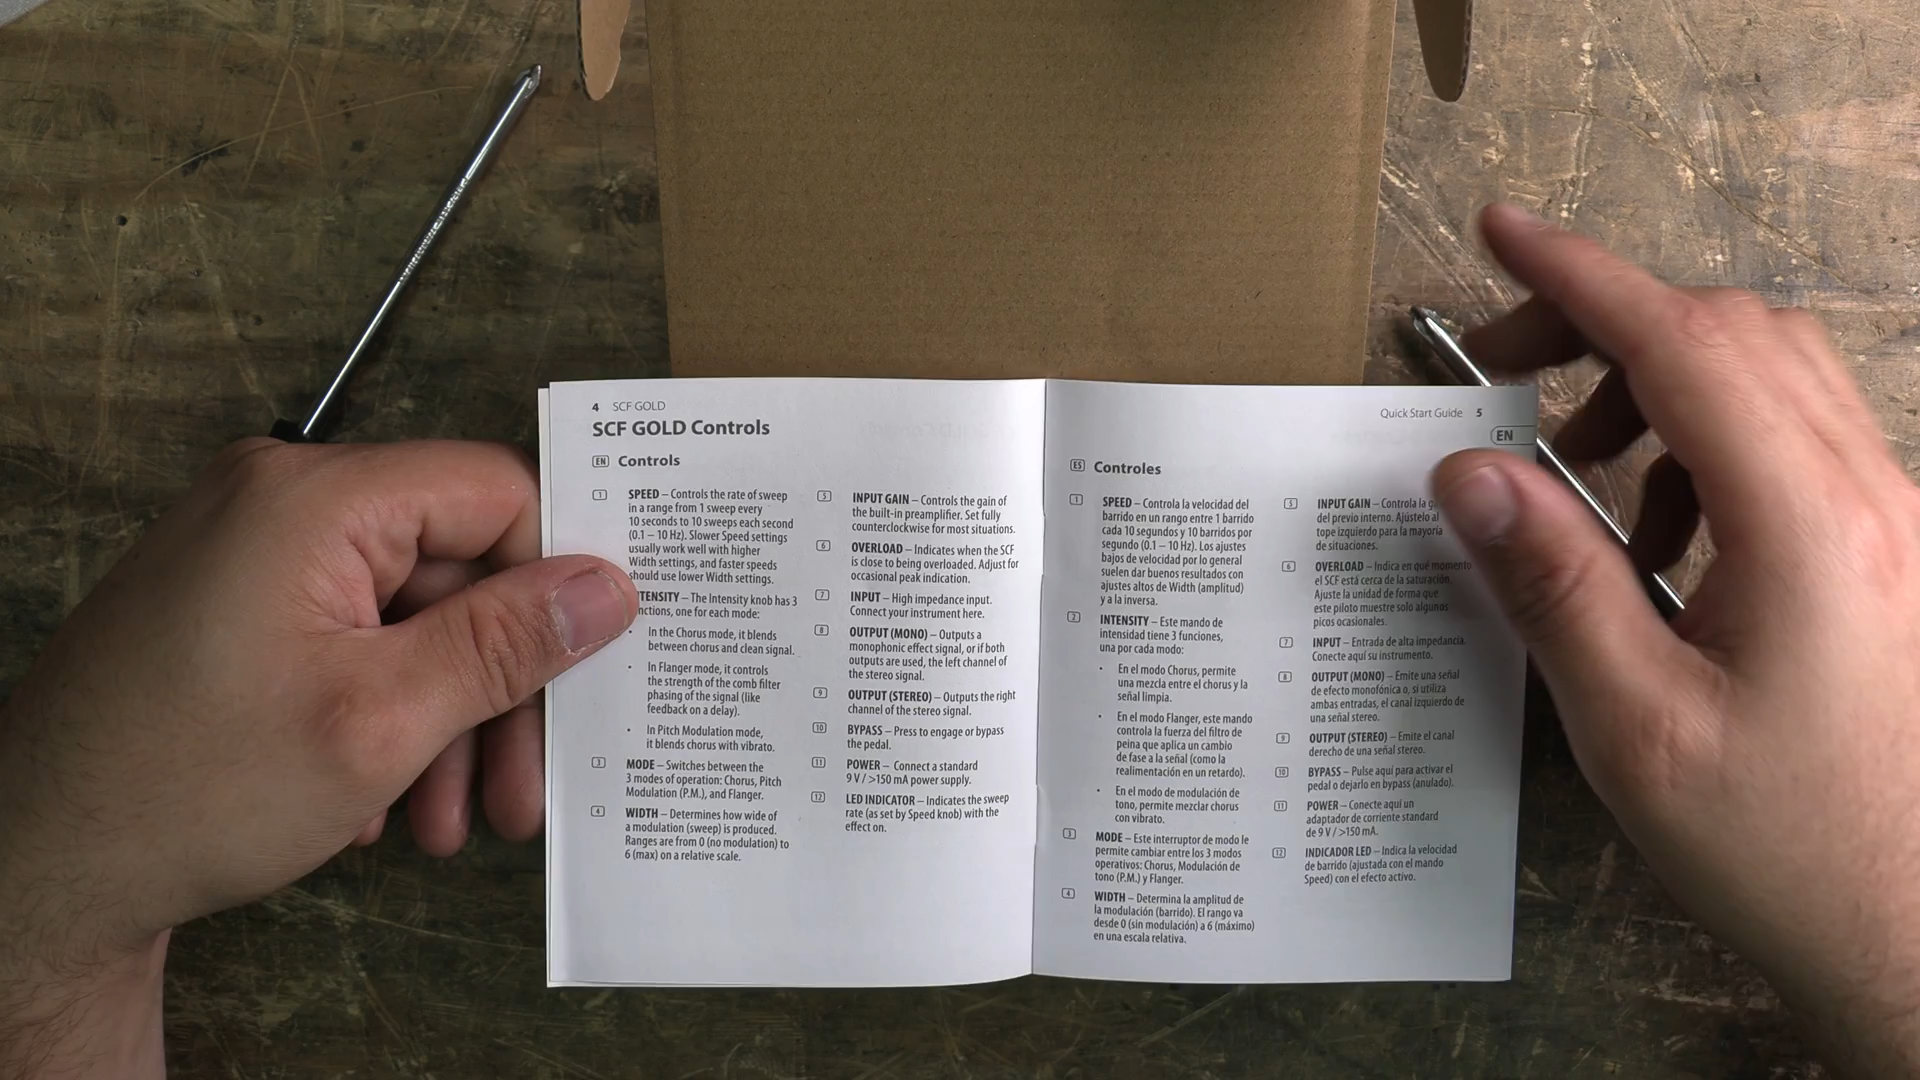 4 SCF GOLD
SCF GOLD Controls
EN Controls
1 SPEED – Controls the rate of sweep
in a range from 1 sweep every
10 seconds to 10 sweeps each second
(0.1 – 10 Hz). Slower Speed settings
usually work well with higher
Width settings, and faster speeds
should use lower Width settings.
TENSITY – The Intensity knob has 3
nctions, one for each mode:
• In the Chorus mode, it blends
between chorus and clean signal.
• In Flanger mode, it controls
the strength of the comb filter
phasing of the signal (like
feedback on a delay).
• In Pitch Modulation mode,
it blends chorus with vibrato.
3 MODE – Switches between the
3 modes of operation: Chorus, Pitch
Modulation (P.M.), and Flanger.
4 WIDTH – Determines how wide of
a modulation (sweep) is produced.
Ranges are from 0 (no modulation) to
6 (max) on a relative scale.
5 INPUT GAIN – Controls the gain of
the built-in preamplifier. Set fully
counterclockwise for most situations.
6 OVERLOAD – Indicates when the SCF
is close to being overloaded. Adjust for
occasional peak indication.
7 INPUT – High impedance input.
Connect your instrument here.
8 OUTPUT (MONO) – Outputs a
monophonic effect signal, or if both
outputs are used, the left channel of
the stereo signal.
9 OUTPUT (STEREO) – Outputs the right
channel of the stereo signal.
10 BYPASS – Press to engage or bypass
the pedal.
11 POWER – Connect a standard
9 V / >150 mA power supply.
12 LED INDICATOR – Indicates the sweep
rate (as set by Speed knob) with the
effect on.
Quick Start Guide 5
EN
ES Controles
1 SPEED – Controla la velocidad del
barrido en un rango entre 1 barrido
cada 10 segundos y 10 barridos por
segundo (0.1 – 10 Hz). Los ajustes
bajos de velocidad por lo general
suelen dar buenos resultados con
ajustes altos de Width (amplitud)
y a la inversa.
2 INTENSITY – Este mando de
intensidad tiene 3 funciones,
una por cada modo:
• En el modo Chorus, permite
una mezcla entre el chorus y la
señal limpia.
• En el modo Flanger, este mando
controla la fuerza del filtro de
peina que aplica un cambio
de fase a la señal (como la
realimentación en un retardo).
• En el modo de modulación de
tono, permite mezclar chorus
con vibrato.
3 MODE – Este interruptor de modo le
permite cambiar entre los 3 modos
operativos: Chorus, Modulación de
tono (P.M.) y Flanger.
4 WIDTH – Determina la amplitud de
la modulación (barrido). El rango va
desde 0 (sin modulación) a 6 (máximo)
en una escala relativa.
5 INPUT GAIN – Controla la
del previo interno. Ajústelo al
tope izquierdo para la mayoría
de situaciones.
6 OVERLOAD – Indica en qué momento
el SCF está cerca de la saturación.
Ajuste la unidad de forma que
este piloto muestre solo algunos
picos ocasionales.
7 INPUT – Entrada de alta impedancia.
Conecte aquí su instrumento.
8 OUTPUT (MONO) – Emite una señal
de efecto monofónica o, si utiliza
ambas entradas, el canal izquierdo de
una señal stereo.
9 OUTPUT (STEREO) – Emite el canal
derecho de una señal stereo.
10 BYPASS – Pulse aquí para activar el
pedal o dejarlo en bypass (anulado).
11 POWER – Conecte aquí un
adaptador de corriente standard
de 9 V / >150 mA.
12 INDICADOR LED – Indica la velocidad
de barrido (ajustada con el mando
Speed) con el efecto activo.